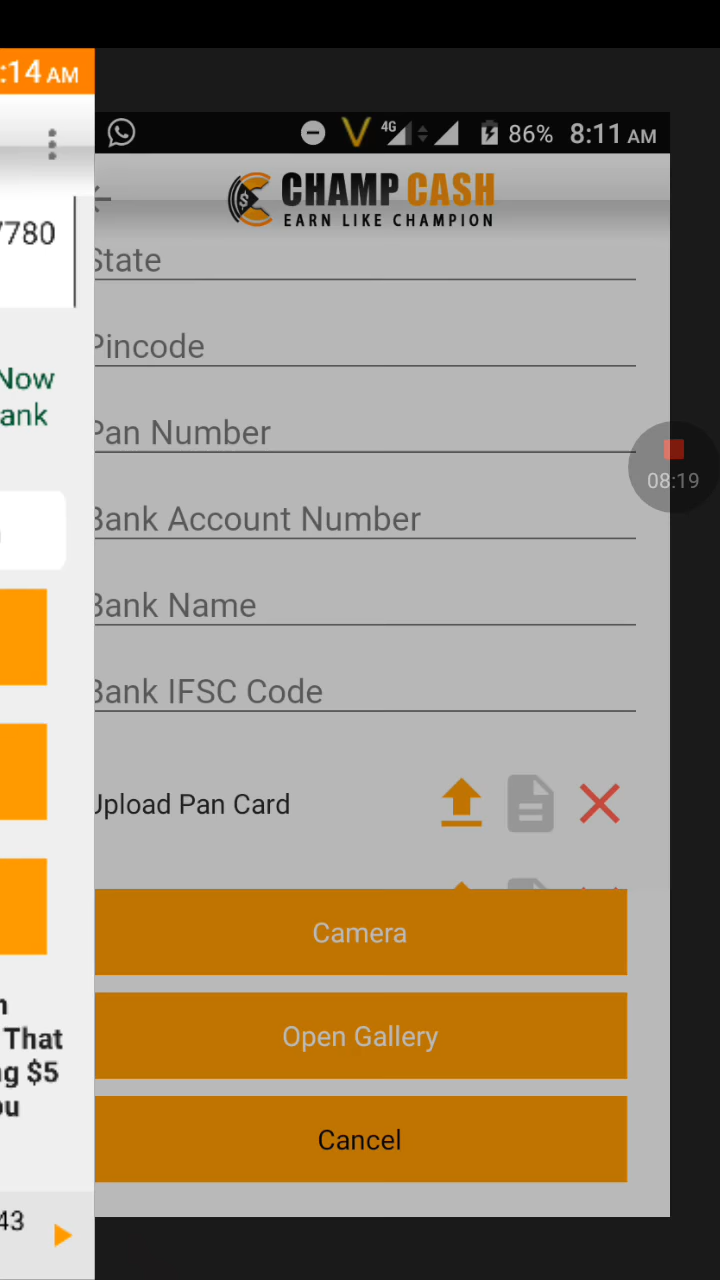 :14 AM
7780
Now
ank
That
g $5
ou
43
4G 86% 8:11 AM
CHAMP CASH
EARN LIKE CHAMPION
State
Pincode
Pan Number
Bank Account Number
Bank Name
Bank IFSC Code
Upload Pan Card
08:19
Camera
Open Gallery
Cancel